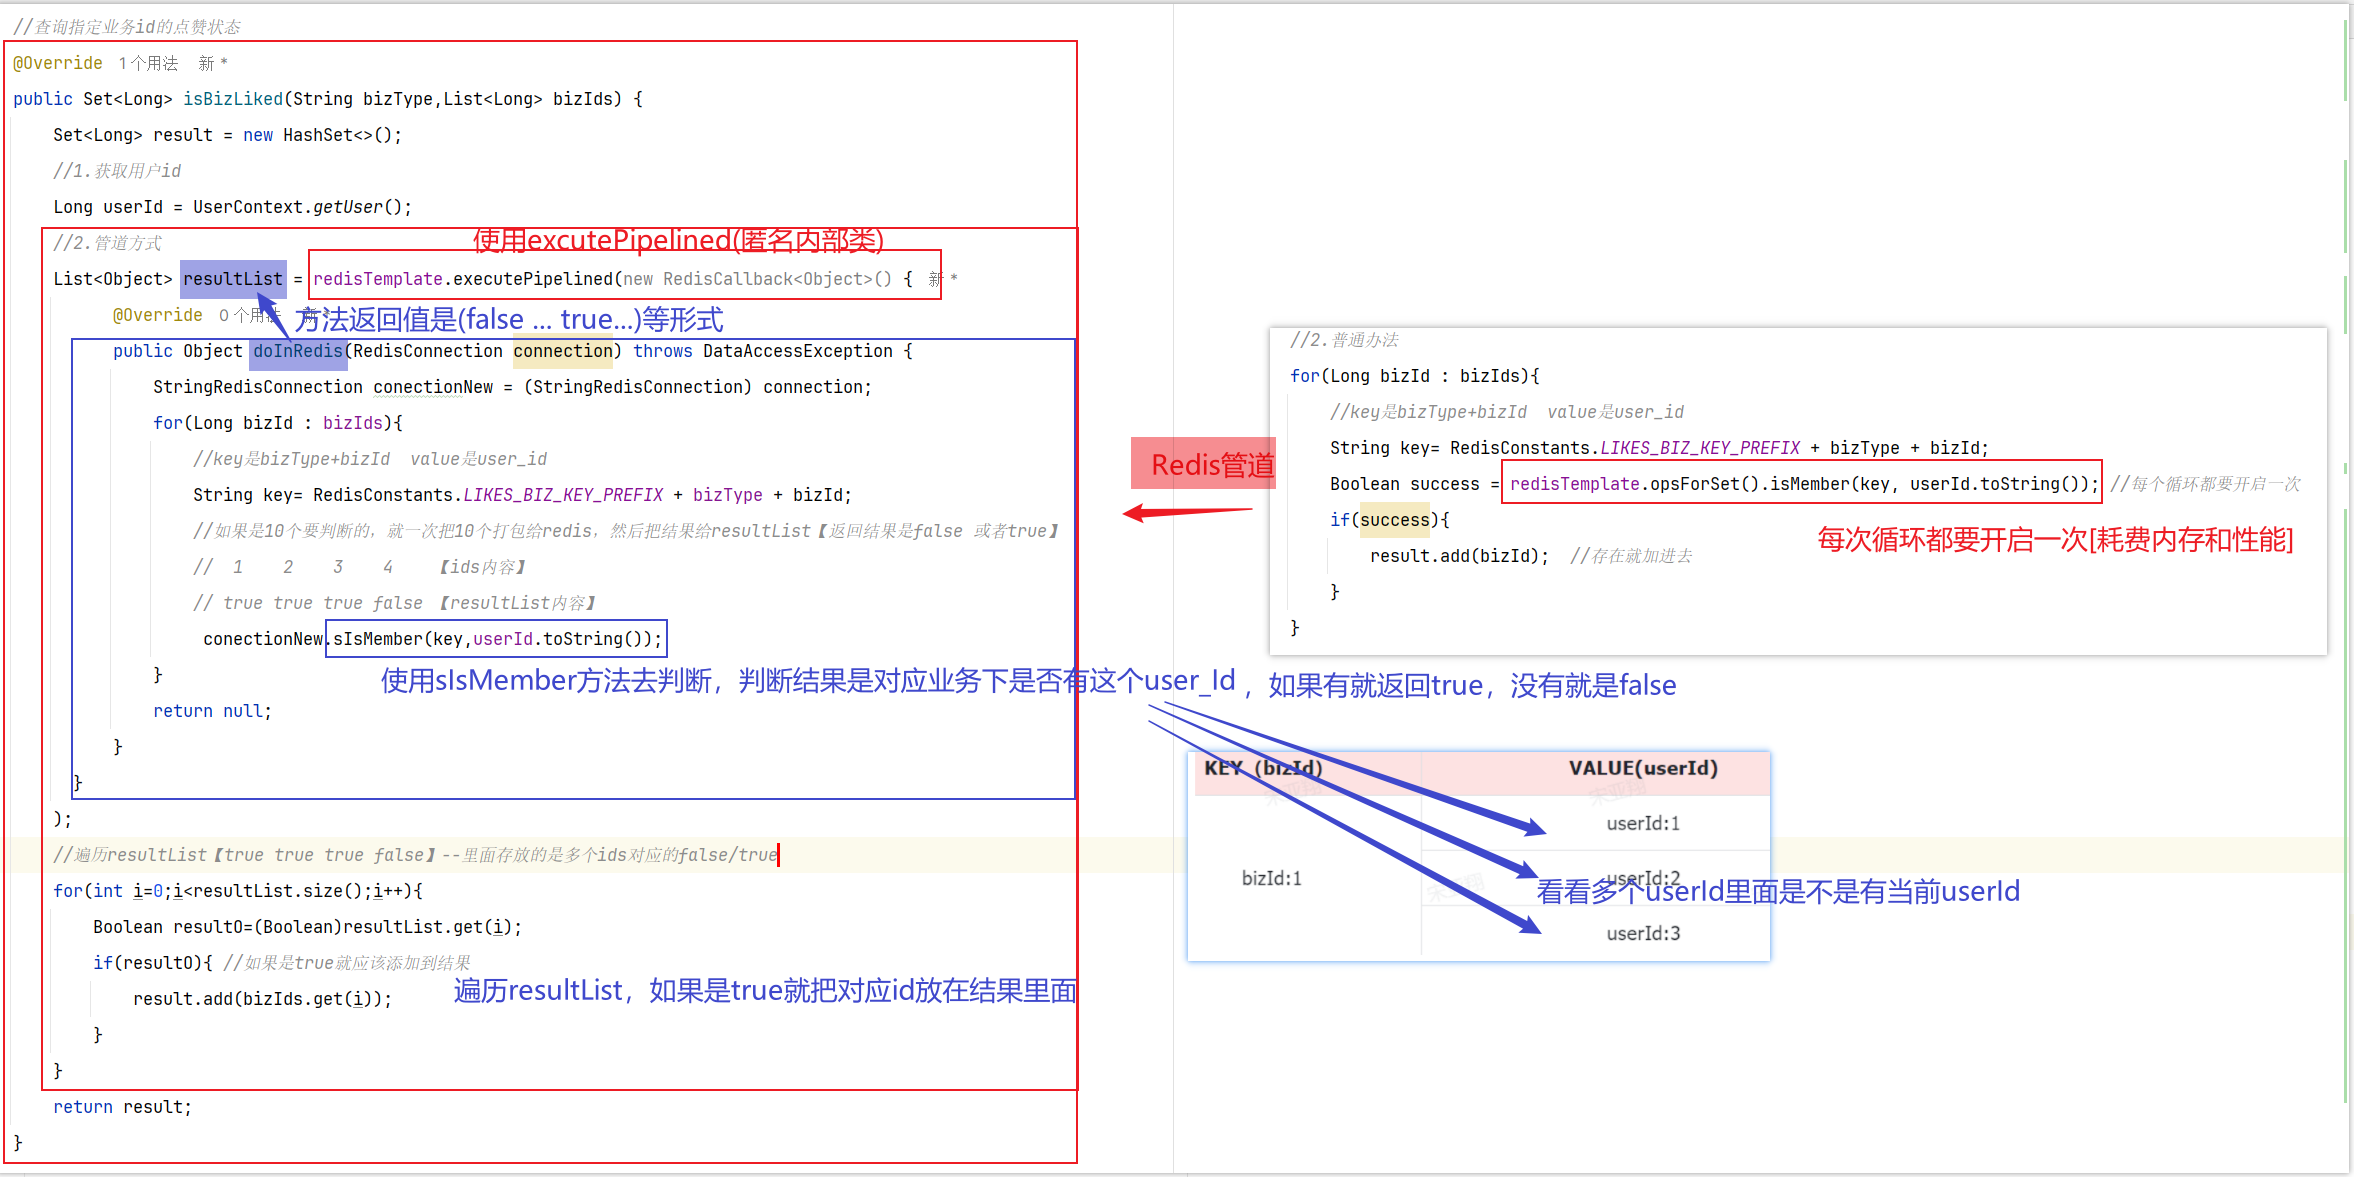 //查询指定业务id的点赞状态
@Override 1个用法 新 *
public Set<Long> isBizLiked(String bizType,List<Long> bizIds) {
Set<Long> result = new HashSet<>();
//1.获取用户id
Long userId = UserContext.getUser();
//2.管道方式
使用excutePipelined(匿名内部类)
List<Object> resultList = redisTemplate.executePipelined(new RedisCallback<Object>() { 新 *
@Override 0个用法 新 *
方法返回值是(false ... true...)等形式
public Object doInRedis(RedisConnection connection) throws DataAccessException {
StringRedisConnection conectionNew = (StringRedisConnection) connection;
for(Long bizId : bizIds){
//key是bizType+bizId value是user_id
String key= RedisConstants.LIKES_BIZ_KEY_PREFIX + bizType + bizId;
//如果是10个要判断的，就一次把10个打包给redis，然后把结果给resultList【返回结果是false 或者true】
// 1 2 3 4 【ids内容】
// true true true false 【resultList内容】
conectionNew.sIsMember(key,userId.toString());
}
使用sIsMember方法去判断，判断结果是对应业务下是否有这个user_Id，如果有就返回true，没有就是false
return null;
}
}
);
//遍历resultList【true true true false】--里面存放的是多个ids对应的false/true
for(int i=0;i<resultList.size();i++){
Boolean resultO=(Boolean)resultList.get(i);
if(resultO){ //如果是true就应该添加到结果
result.add(bizIds.get(i));
遍历resultList，如果是true就把对应id放在结果里面
}
}
return result;
}
Redis管道
//2.普通办法
for(Long bizId : bizIds){
//key是bizType+bizId value是user_id
String key= RedisConstants.LIKES_BIZ_KEY_PREFIX + bizType + bizId;
Boolean success = redisTemplate.opsForSet().isMember(key, userId.toString()); //每个循环都要开启一次
if(success){
每次循环都要开启一次[耗费内存和性能]
result.add(bizId); //存在就加进去
}
}
KEY（bizId） VALUE(userId)
userId:1
bizId:1 userId:2
看看多个userId里面是不是有当前userId
userId:3